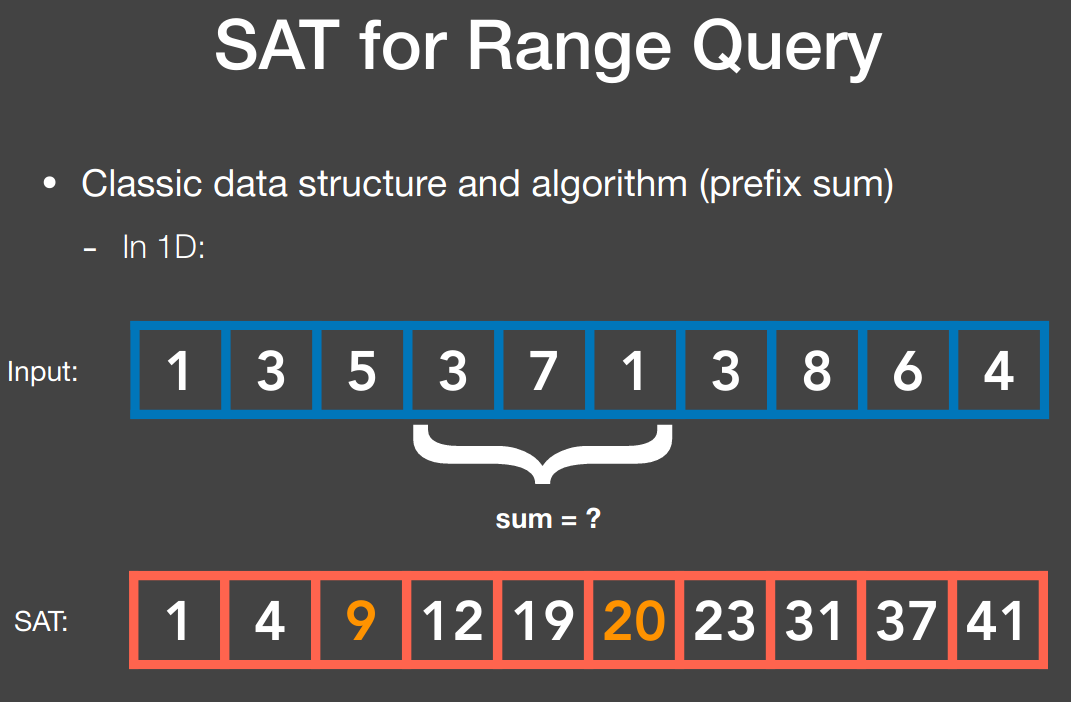 SAT for Range Query
• Classic data structure and algorithm (prefix sum)
- In 1D:
Input: 1 3 5 3 7 1 3 8 6 4
sum = ?
SAT: 1 4 9 12 19 20 23 31 37 41